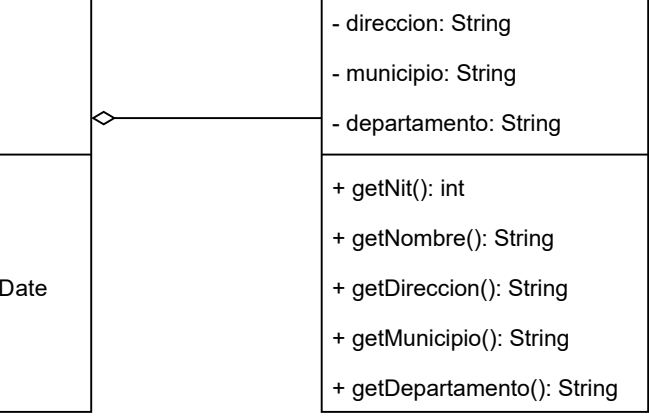 - direccion: String
- municipio: String
- departamento: String
+ getNit(): int
+ getNombre(): String
Date
+ getDireccion(): String
+ getMunicipio(): String
+ getDepartamento(): String